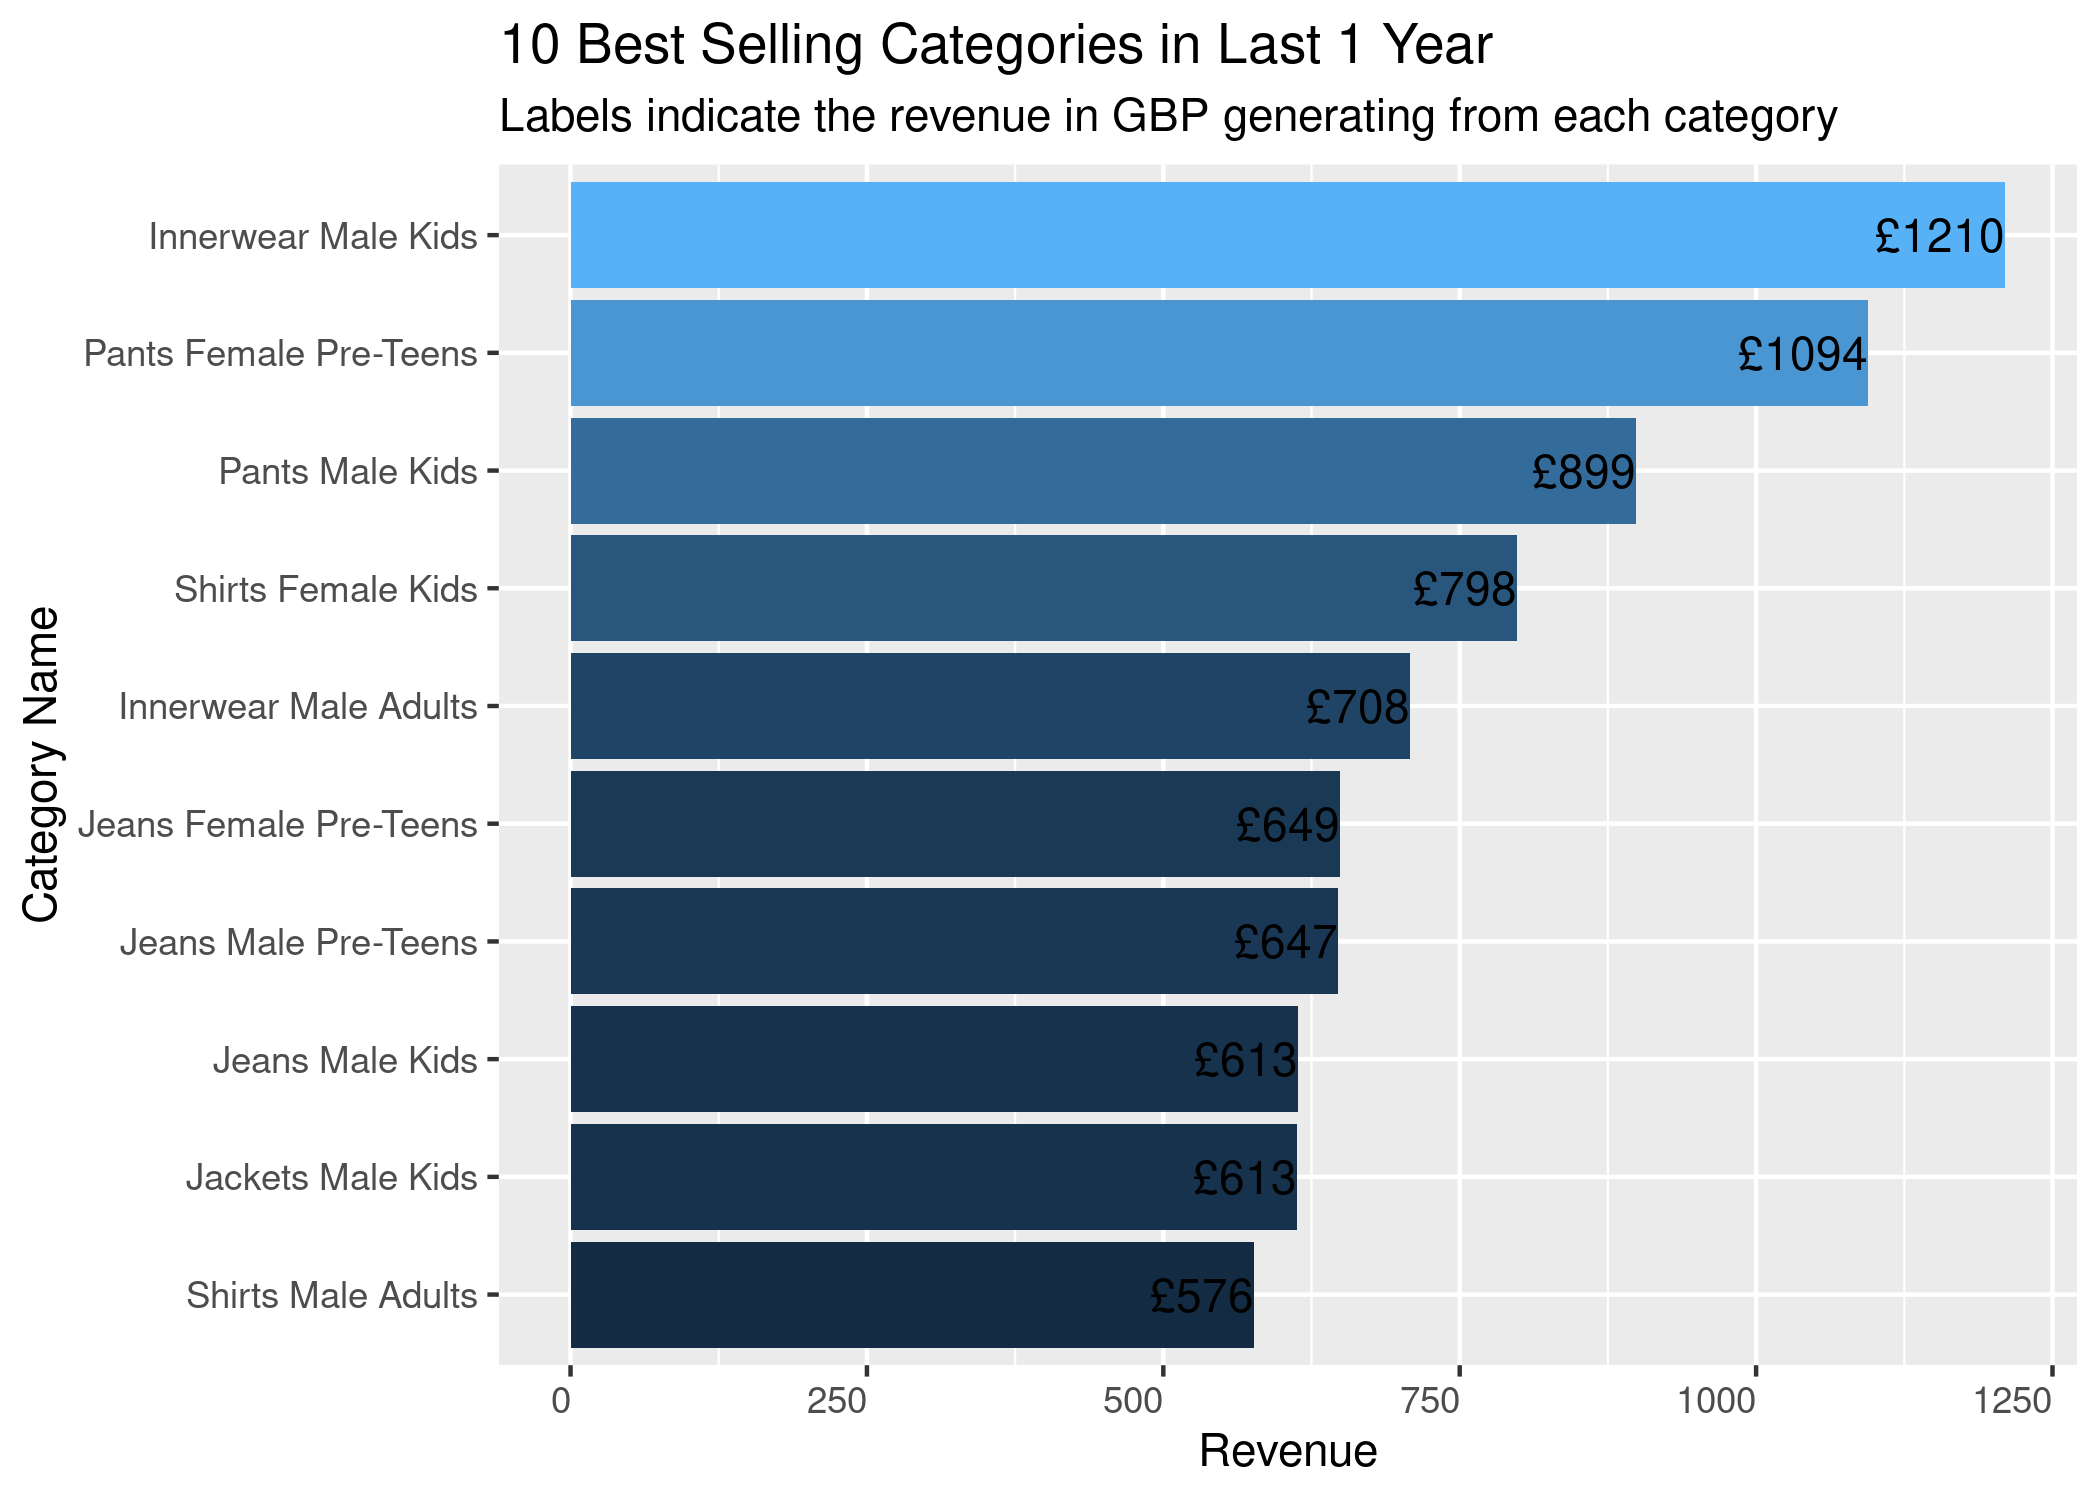 10 Best Selling Categories in Last 1 Year
Labels indicate the revenue in GBP generating from each category
Category Name
Innerwear Male Kids £1210
Pants Female Pre-Teens £1094
Pants Male Kids £899
Shirts Female Kids £798
Innerwear Male Adults £708
Jeans Female Pre-Teens £649
Jeans Male Pre-Teens £647
Jeans Male Kids £613
Jackets Male Kids £613
Shirts Male Adults £576
0 250 500 750 1000 1250
Revenue